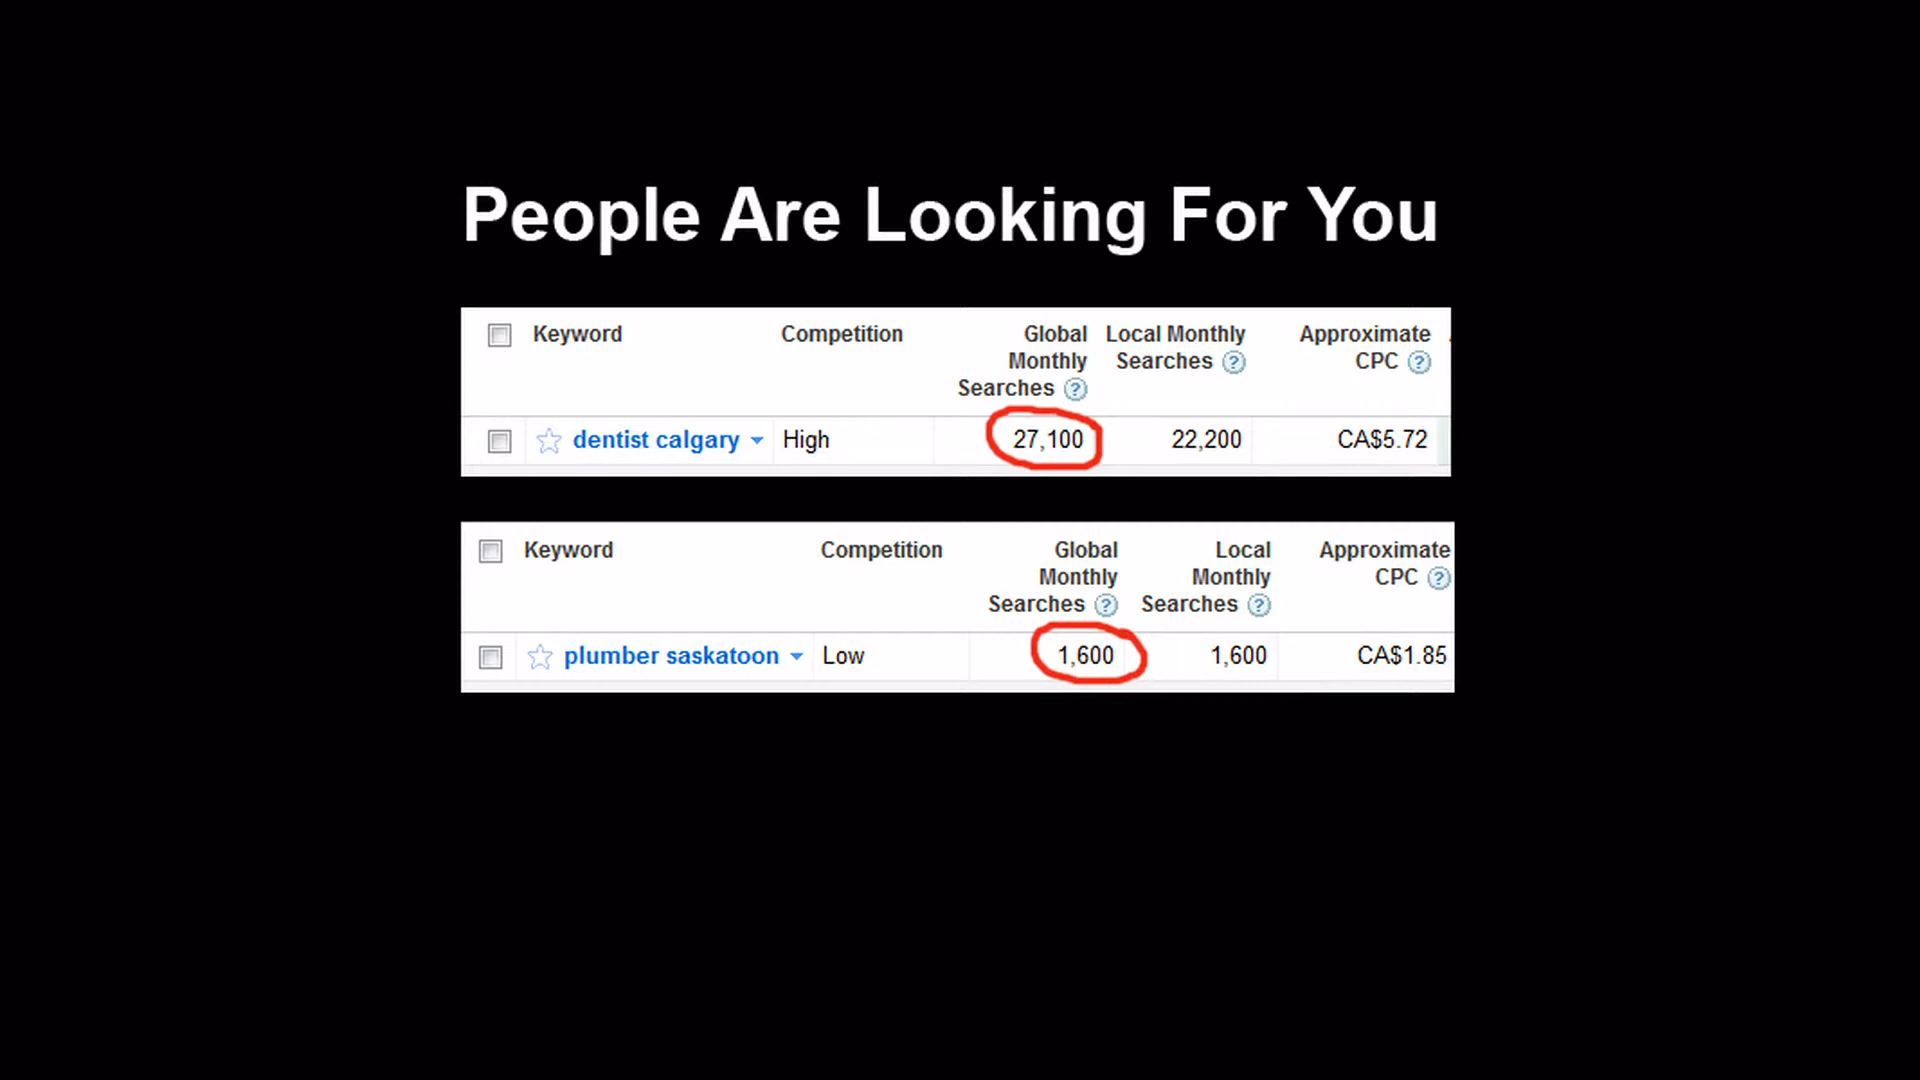 People Are Looking For You
Keyword Competition Global Monthly Searches ? Local Monthly Searches ? Approximate CPC ?
dentist calgary High 27,100 22,200 CA$5.72
Keyword Competition Global Monthly Searches ? Local Monthly Searches ? Approximate CPC ?
plumber saskatoon Low 1,600 1,600 CA$1.85